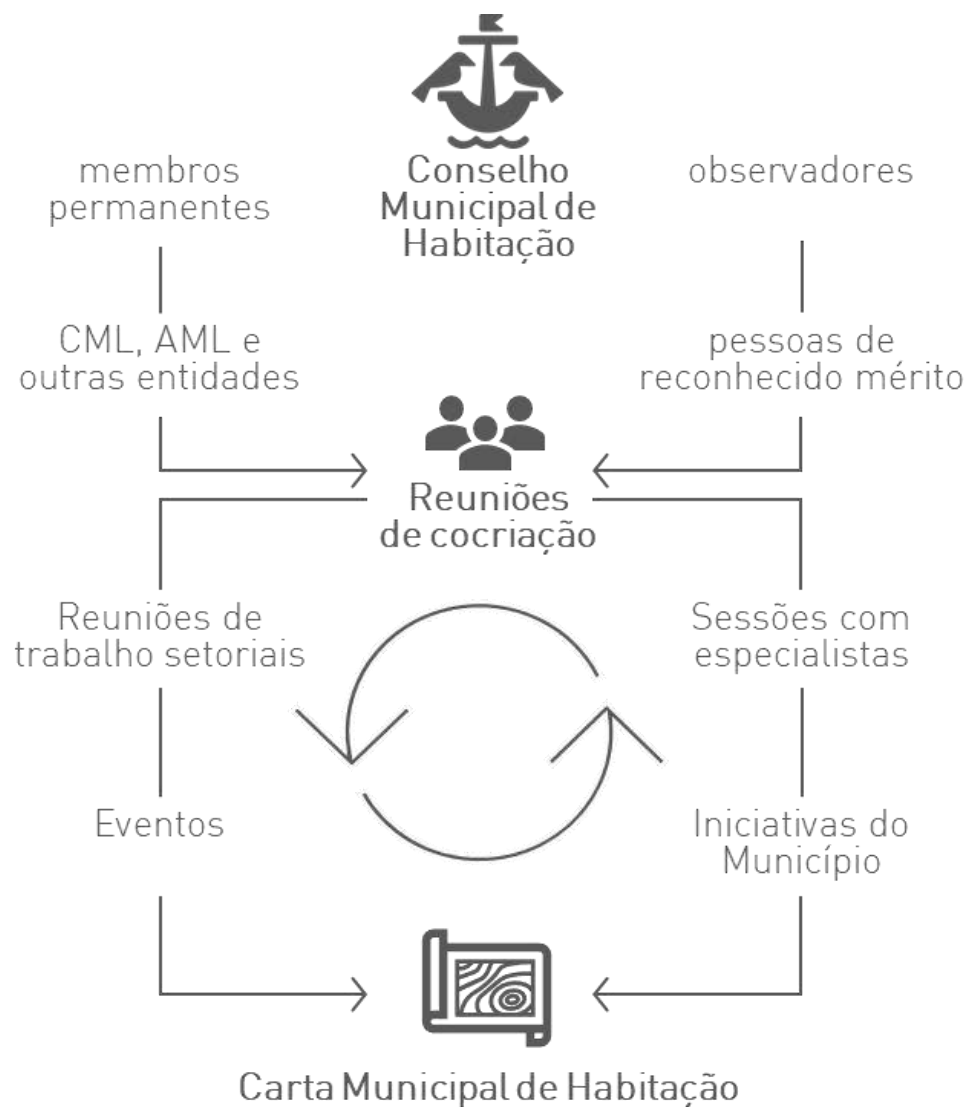 membros
permanentes
Conselho
Municipal de
Habitação
observadores
CML, AML e
outras entidades
pessoas de
reconhecido mérito
Reuniões
de cocriação
Reuniões de
trabalho setoriais
Sessões com
especialistas
Eventos
Iniciativas do
Município
Carta Municipal de Habitação